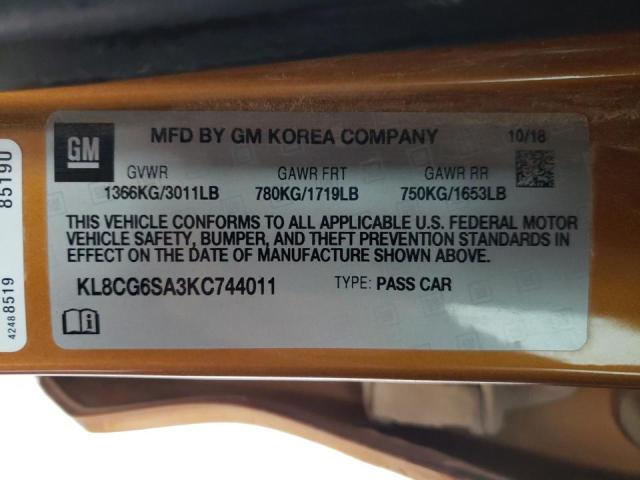 GM
MFD BY GM KOREA COMPANY
10/18
GVWR GAWR FRT GAWR RR
1366KG/3011LB 780KG/1719LB 750KG/1653LB
THIS VEHICLE CONFORMS TO ALL APPLICABLE U.S. FEDERAL MOTOR
VEHICLE SAFETY, BUMPER, AND THEFT PREVENTION STANDARDS IN
EFFECT ON THE DATE OF MANUFACTURE SHOWN ABOVE.
KL8CG6SA3KC744011 TYPE: PASS CAR
42488519
85190